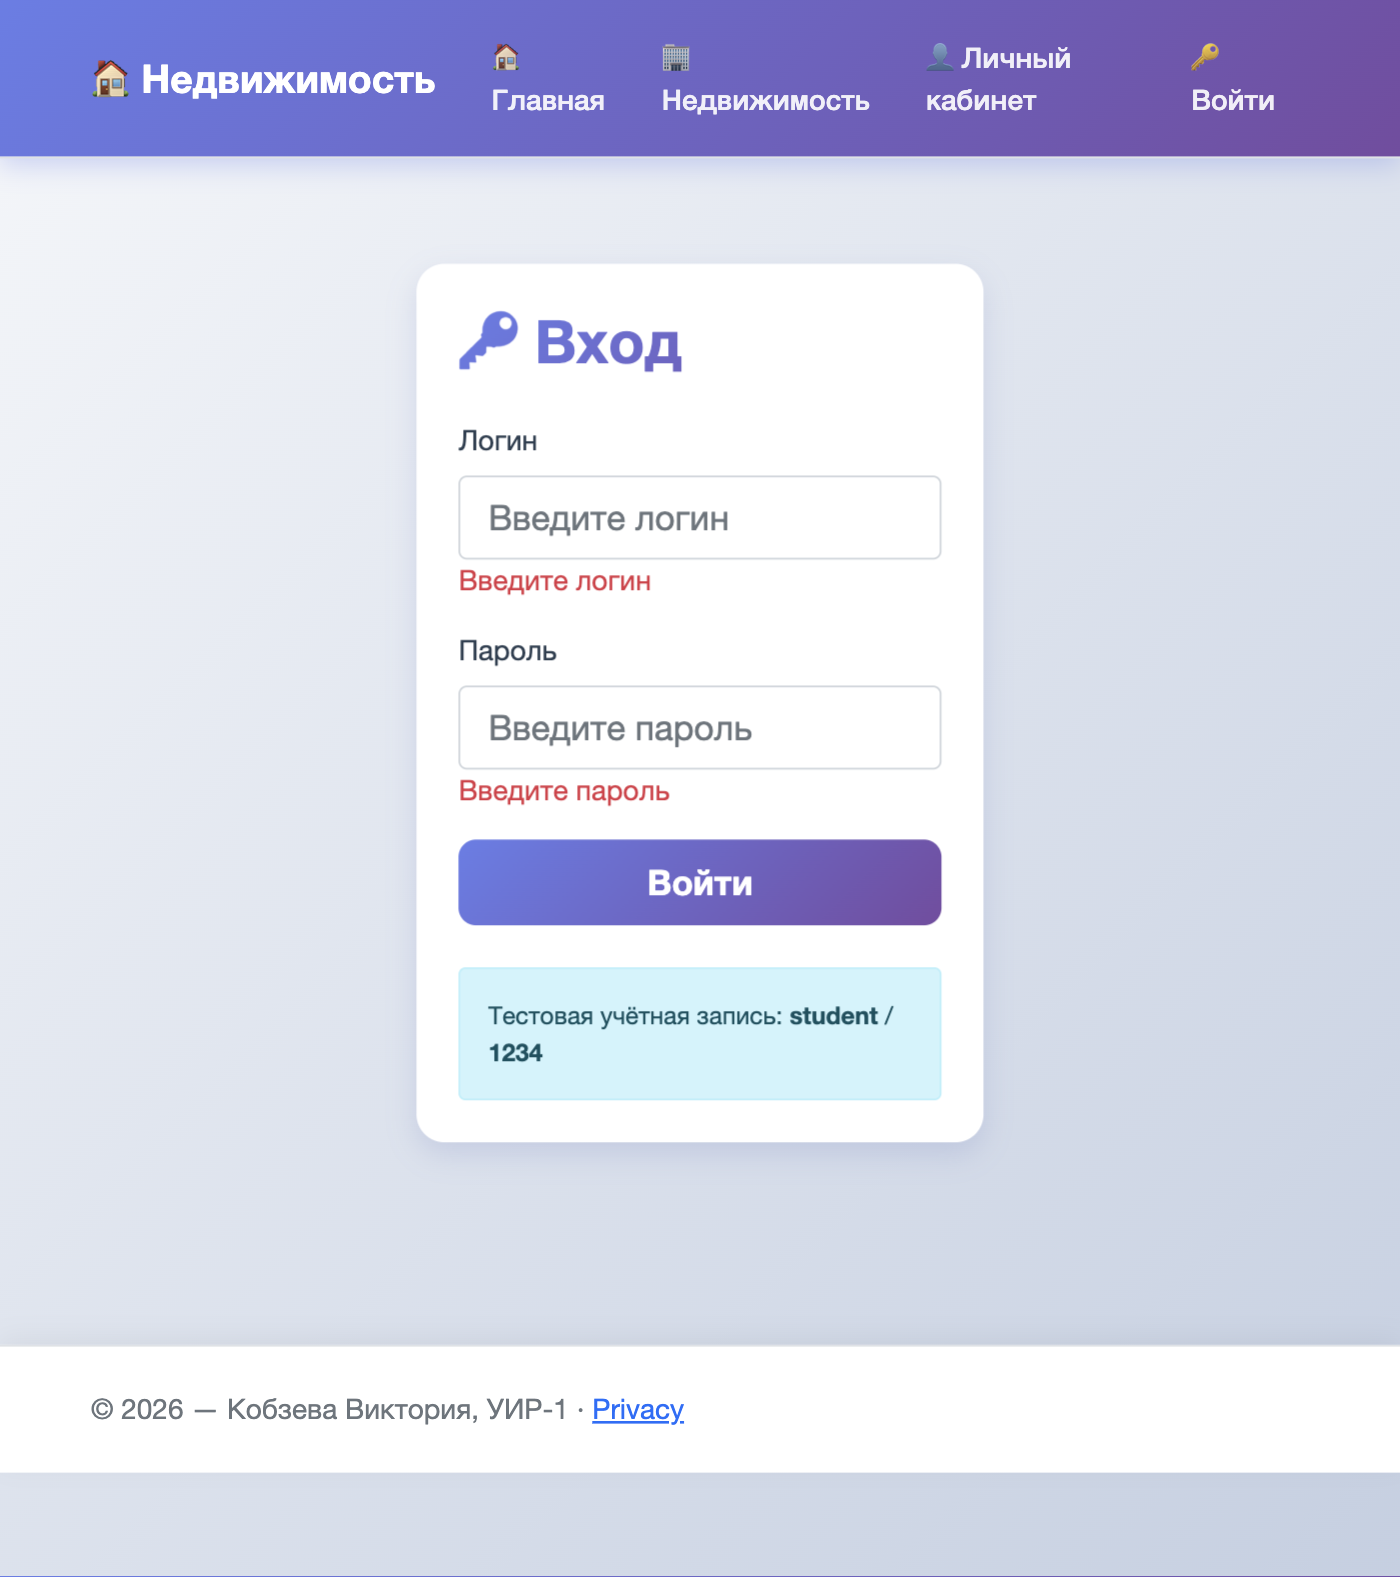 🏠 Недвижимость
🏠 Главная
🏢 Недвижимость
👤 Личный
кабинет
🔑 Войти
🔑 Вход
Логин
Введите логин
Введите логин
Пароль
Введите пароль
Введите пароль
Войти
Тестовая учётная запись: student /
1234
© 2026 — Кобзева Виктория, УИР-1 · Privacy